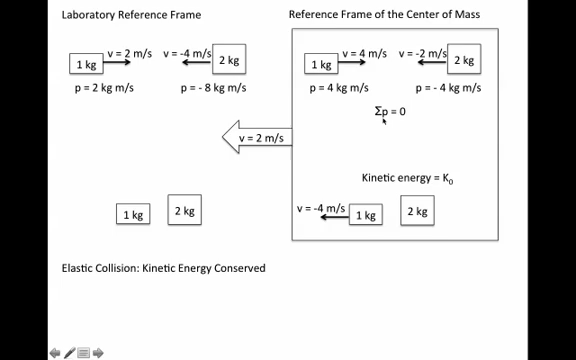 Laboratory Reference Frame
Reference Frame of the Center of Mass
v = 2 m/s
v = -4 m/s
1 kg
2 kg
p = 2 kg m/s
p = - 8 kg m/s
v = 4 m/s
v = -2 m/s
1 kg
2 kg
p = 4 kg m/s
p = - 4 kg m/s
Σp = 0
v = 2 m/s
Kinetic energy = K₀
1 kg
2 kg
v = -4 m/s
1 kg
2 kg
Elastic Collision: Kinetic Energy Conserved